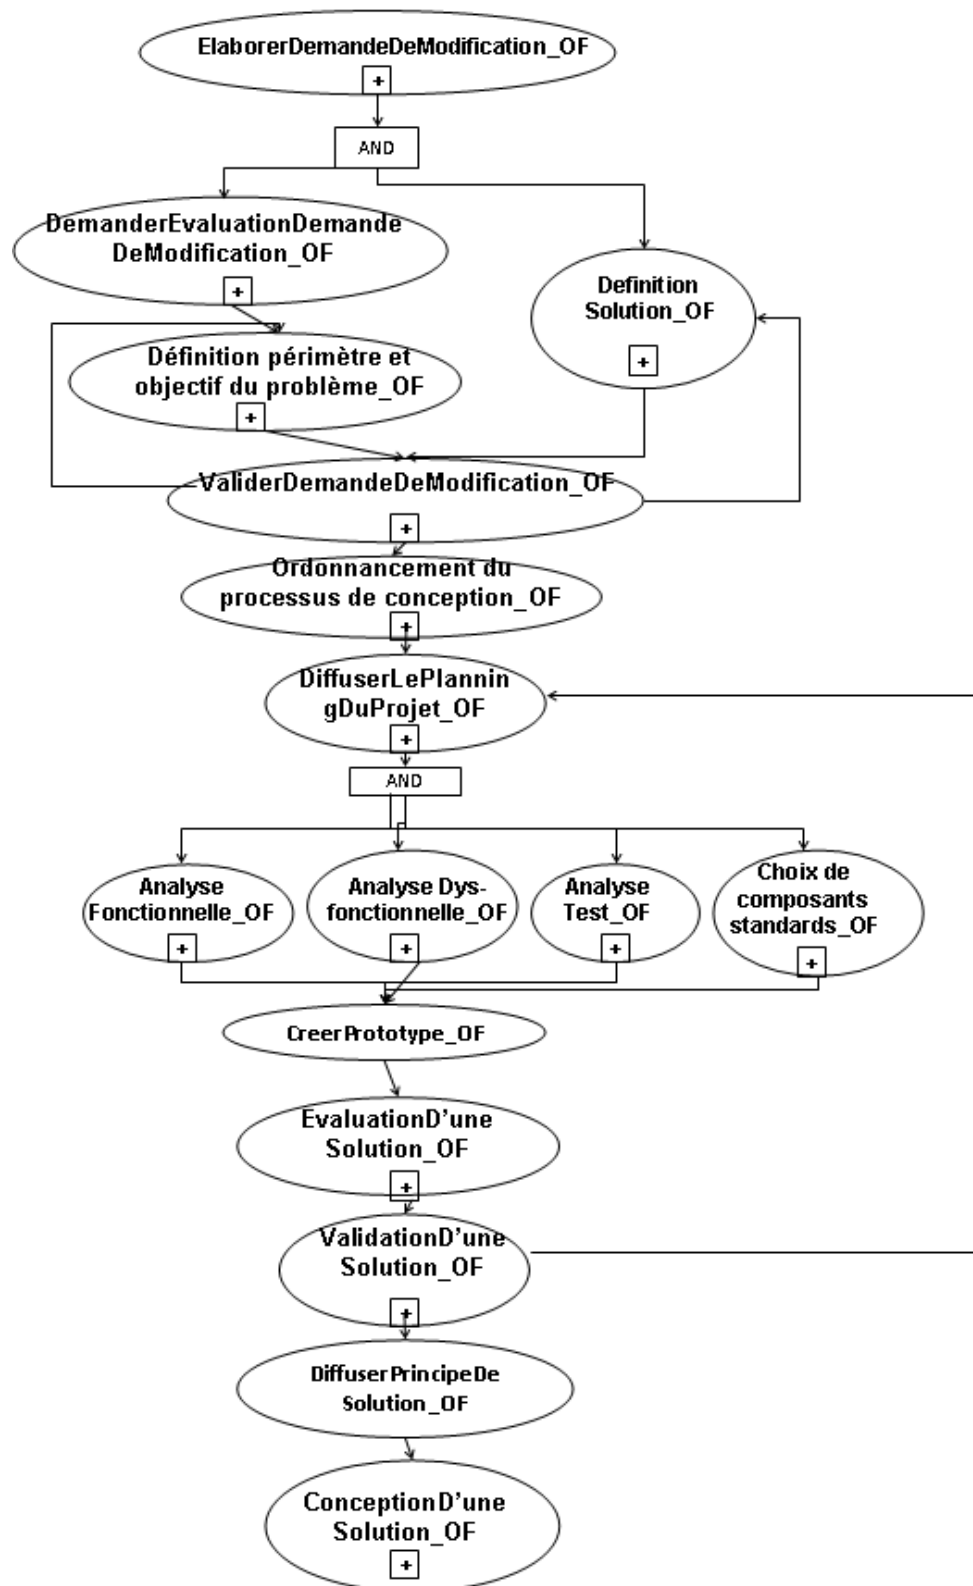 ElaborerDemandeDeModification_OF
+
AND
DemanderEvaluationDemande
DeModification_OF
+
Definition
Solution_OF
+
Définition périmètre et
objectif du problème_OF
+
ValiderDemandeDeModification_OF
+
Ordonnancement du
processus de conception_OF
+
DiffuserLePlannin
gDuProjet_OF
+
AND
Analyse
Fonctionnelle_OF
+
Analyse Dys-
fonctionnelle_OF
+
Analyse
Test_OF
+
Choix de
composants
standards_OF
+
CreerPrototype_OF
EvaluationD’une
Solution_OF
+
ValidationD’une
Solution_OF
+
DiffuserPrincipeDe
Solution_OF
ConceptionD’une
Solution_OF
+